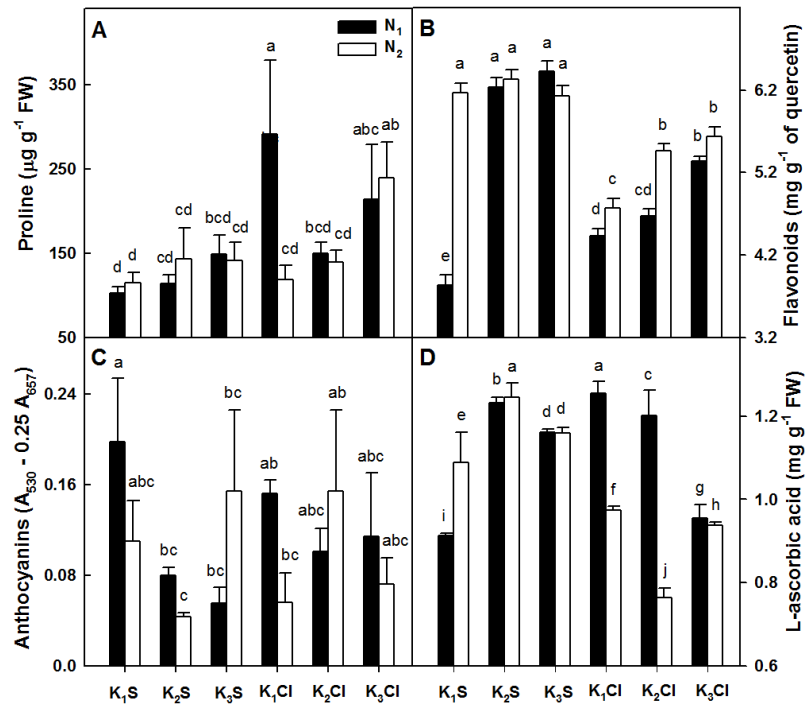 A
N₁
N₂
B
Proline (µg g⁻¹ FW)
350
250
150
50
d d cd cd bcd cd a cd bcd cd abc ab
Flavonoids (mg g⁻¹ of quercetin)
6.2
5.2
4.2
3.2
e a a a a a d c cd b b b
C
Anthocyanins (A₅₃₀ - 0.25 A₆₅₇)
0.24
0.16
0.08
0.0
a abc bc c bc bc ab bc abc ab abc abc
D
L-ascorbic acid (mg g⁻¹ FW)
1.2
1.0
0.8
0.6
i e b a d d a f c j g h
K₁S K₂S K₃S K₁Cl K₂Cl K₃Cl
K₁S K₂S K₃S K₁Cl K₂Cl K₃Cl